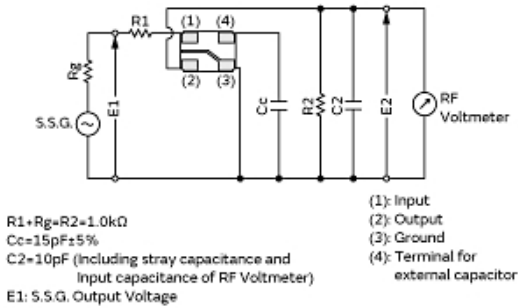 R1
(1)
(4)
Rg
E1
(2)
(3)
Cc
R2
C2
E2
RF
Voltmeter
S.S.G.
R1+Rg=R2=1.0kΩ
Cc=15pF±5%
C2=10pF (Including stray capacitance and
Input capacitance of RF Voltmeter)
E1: S.S.G. Output Voltage
(1): Input
(2): Output
(3): Ground
(4): Terminal for
external capacitor